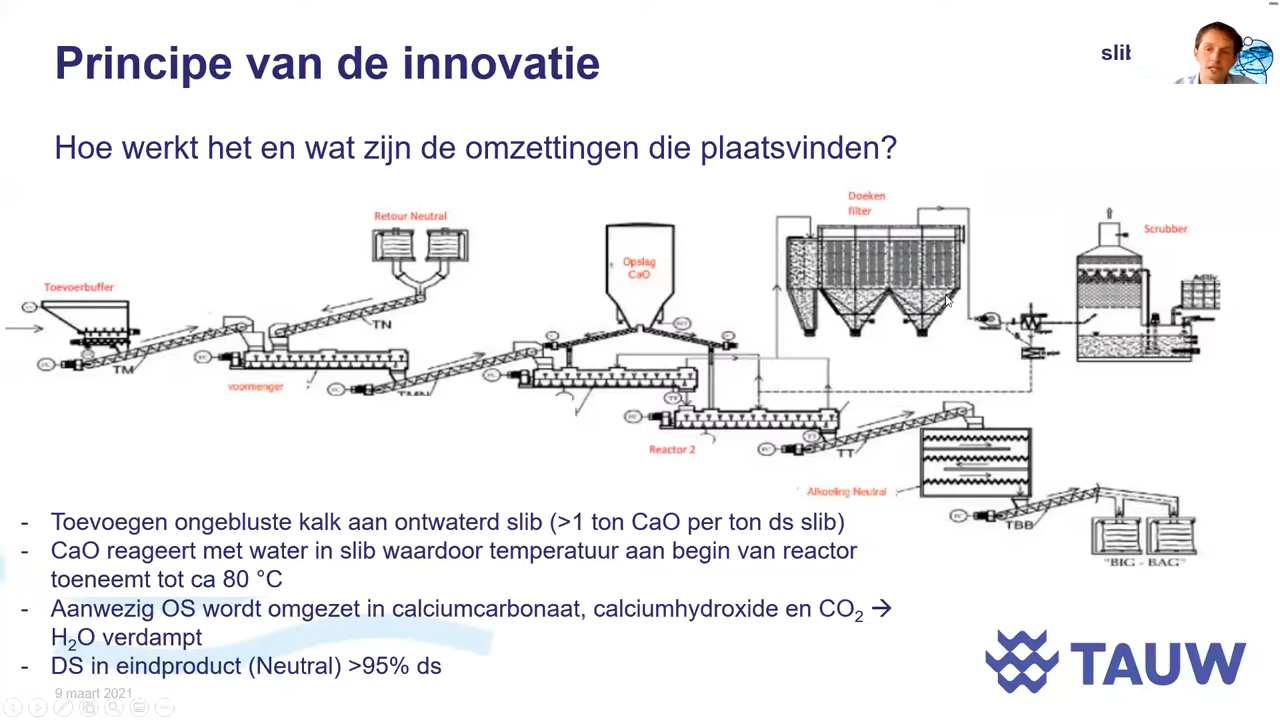 Principe van de innovatie
slib
Hoe werkt het en wat zijn de omzettingen die plaatsvinden?
Doeken
filter
Retour Neutral
Scrubber
Opslag
CaO
Toevoerbuffer
TN
TM
voormenger
TMN
Reactor 2
TT
Afkoeling Neutral
TBB
"BIG - BAG"
- Toevoegen ongebluste kalk aan ontwaterd slib (>1 ton CaO per ton ds slib)
- CaO reageert met water in slib waardoor temperatuur aan begin van reactor
toeneemt tot ca 80 °C
- Aanwezig OS wordt omgezet in calciumcarbonaat, calciumhydroxide en CO₂ →
H₂O verdampt
- DS in eindproduct (Neutral) >95% ds
9 maart 2021
TAUW